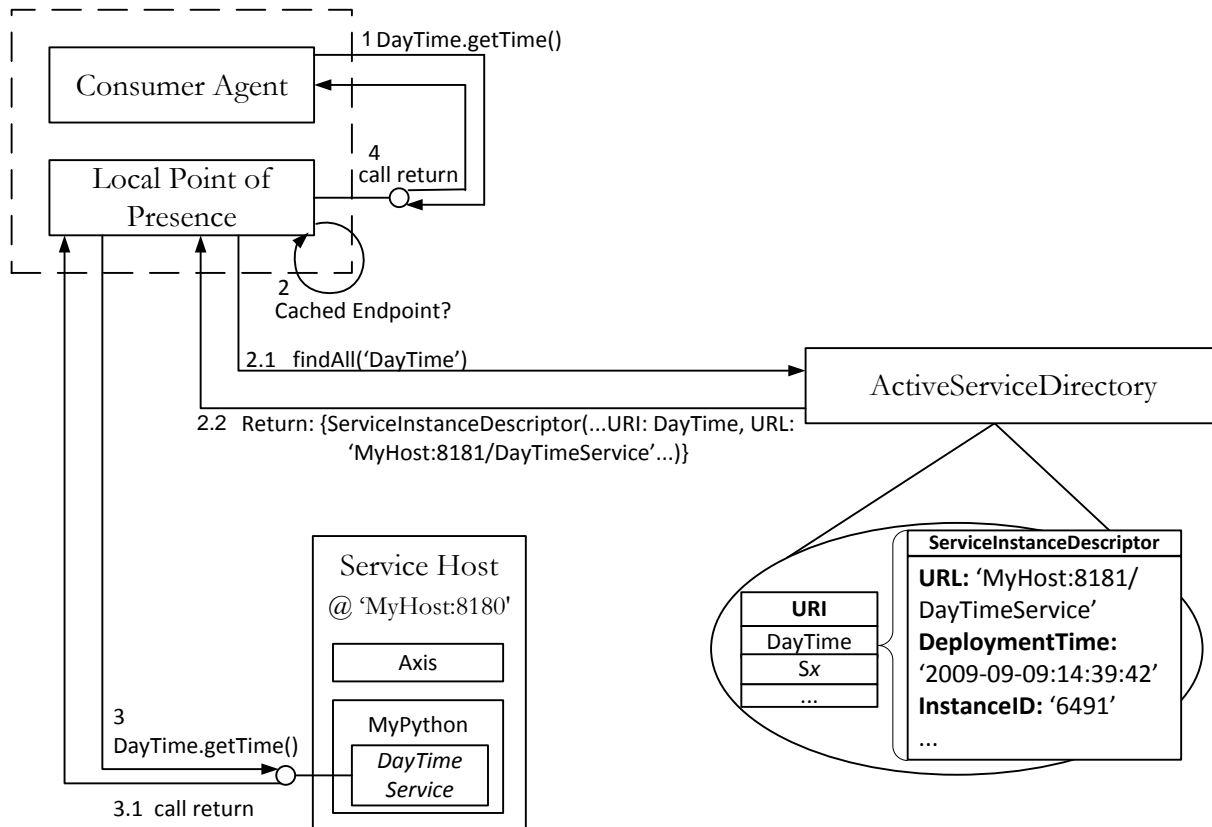 1 DayTime.getTime()
Consumer Agent
4
call return
Local Point of
Presence
2
Cached Endpoint?
2.1 findAll(‘DayTime’)
ActiveServiceDirectory
2.2 Return: {ServiceInstanceDescriptor(...URI: DayTime, URL:
‘MyHost:8181/DayTimeService’...)}
Service Host
@ ‘MyHost:8180'
Axis
MyPython
DayTime
Service
3
DayTime.getTime()
3.1 call return
URI
DayTime
Sx
...
ServiceInstanceDescriptor
URL: ‘MyHost:8181/
DayTimeService’
DeploymentTime:
‘2009-09-09:14:39:42’
InstanceID: ‘6491’
...